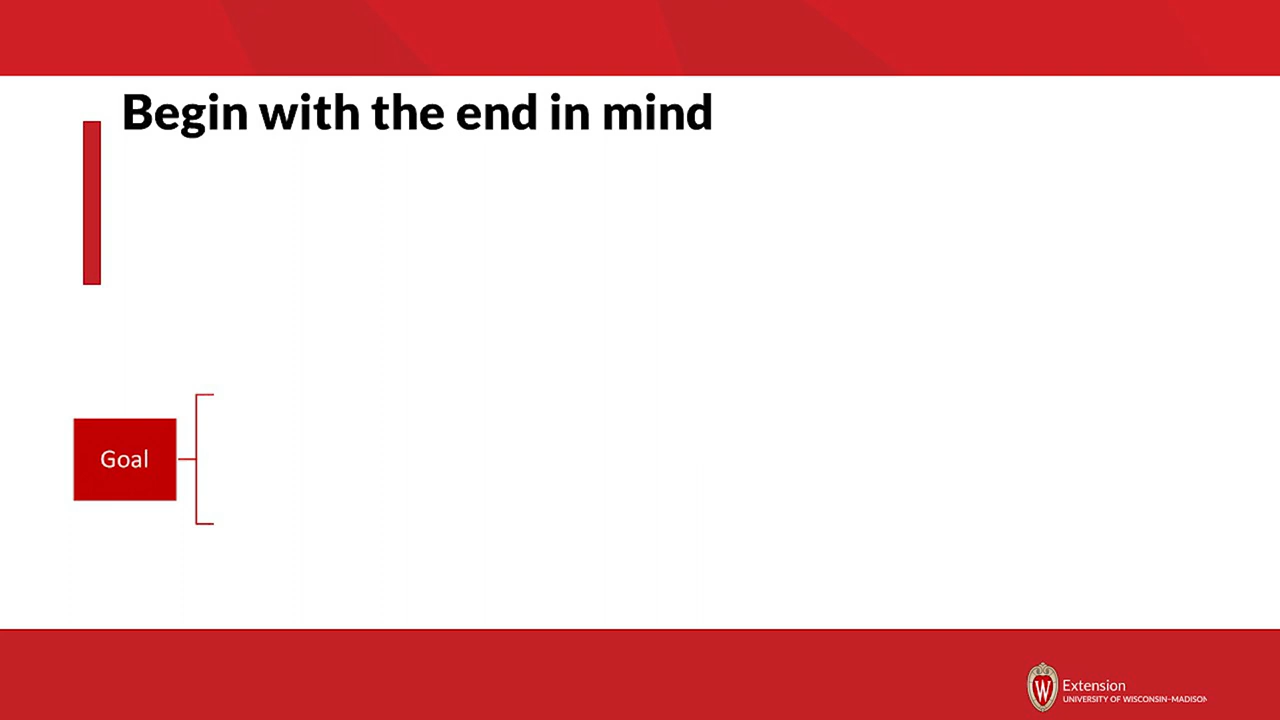 Begin with the end in mind
Goal
W
Extension
UNIVERSITY OF WISCONSIN–MADISON